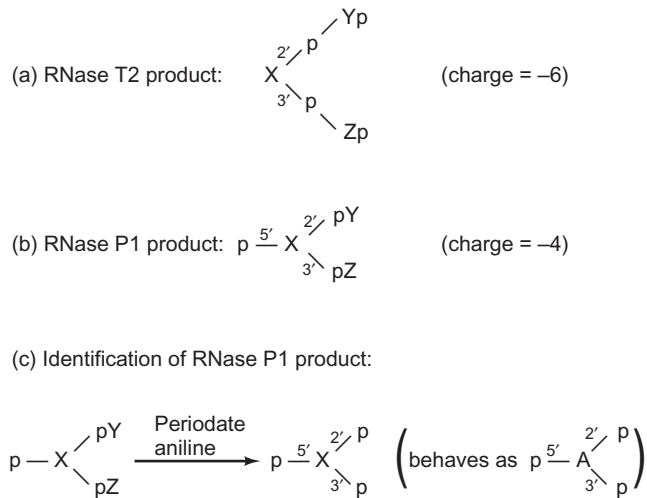 Yp
2′ p
(a) RNase T2 product: X (charge = –6)
3′ p
Zp
2′ pY
(b) RNase P1 product: p 5′ X (charge = –4)
3′ pZ
(c) Identification of RNase P1 product:
pY Periodate 2′ p 2′ p
p X aniline p 5′ X (behaves as p 5′ A )
pZ 3′ p 3′ p